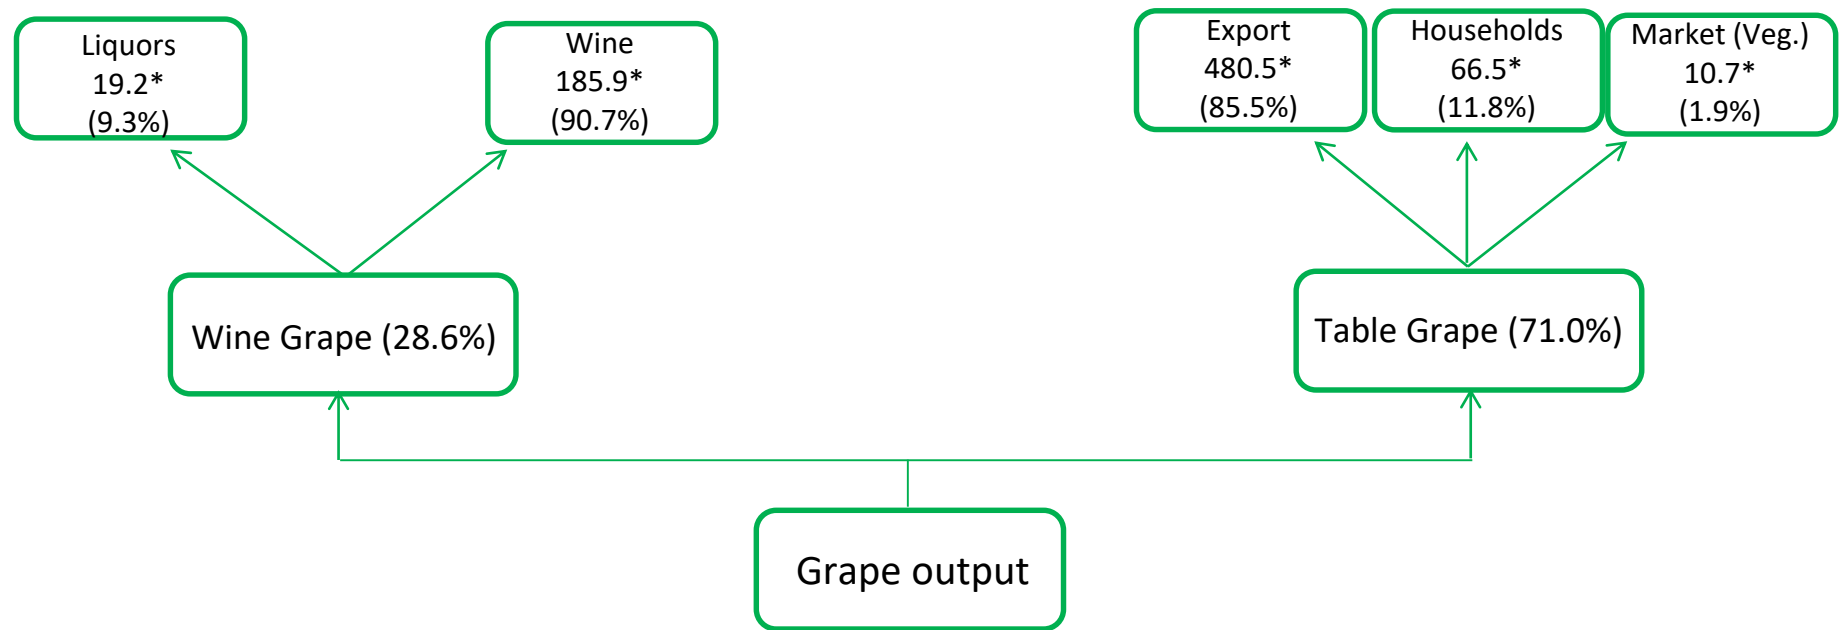 Liquors
19.2*
(9.3%)
Wine
185.9*
(90.7%)
Export
480.5*
(85.5%)
Households
66.5*
(11.8%)
Market (Veg.)
10.7*
(1.9%)
Wine Grape (28.6%)
Table Grape (71.0%)
Grape output